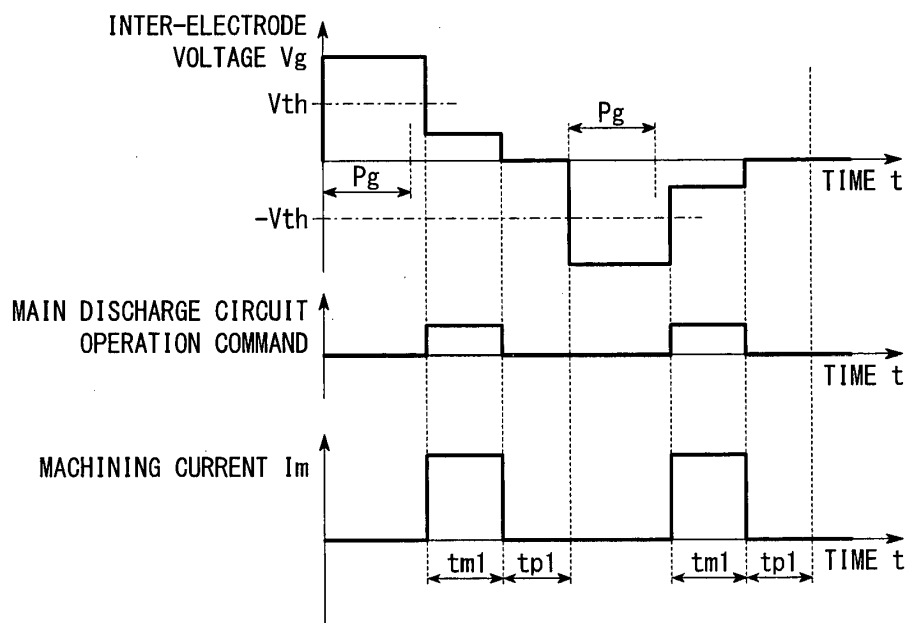 INTER-ELECTRODE
VOLTAGE Vg
Vth
Pg
Pg
TIME t
-Vth
MAIN DISCHARGE CIRCUIT
OPERATION COMMAND
TIME t
MACHINING CURRENT Im
TIME t
tm1 tp1 tm1 tp1